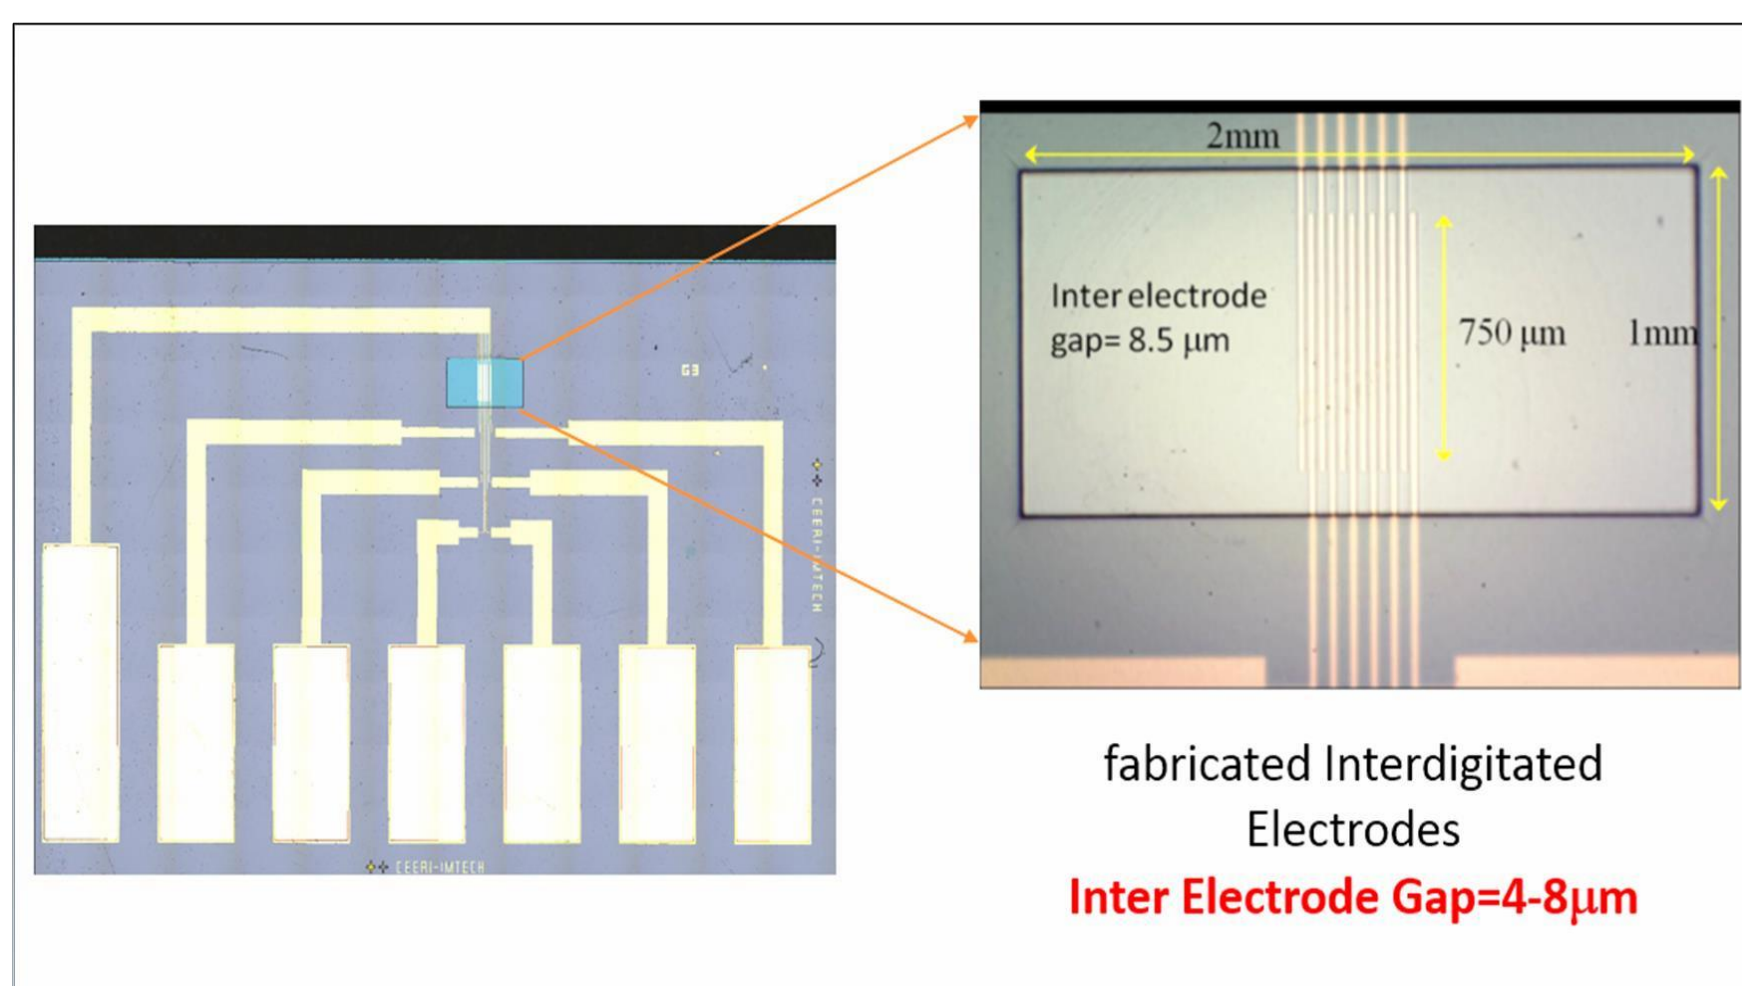 2mm
Inter electrode
gap= 8.5 μm
750 μm
1mm
G3
CEERI-IMTECH
CEERI-IMTECH
fabricated Interdigitated
Electrodes
Inter Electrode Gap=4-8μm